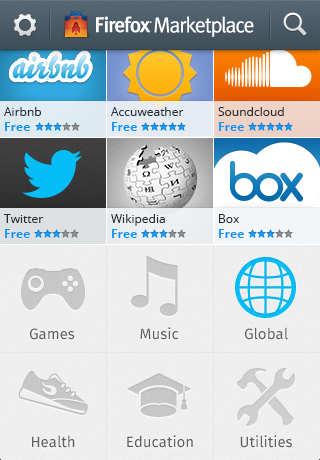 Firefox Marketplace
airbnb
Airbnb Accuweather Soundcloud
Free Free Free
box
Twitter Wikipedia Box
Free Free Free
Games Music Global
Health Education Utilities